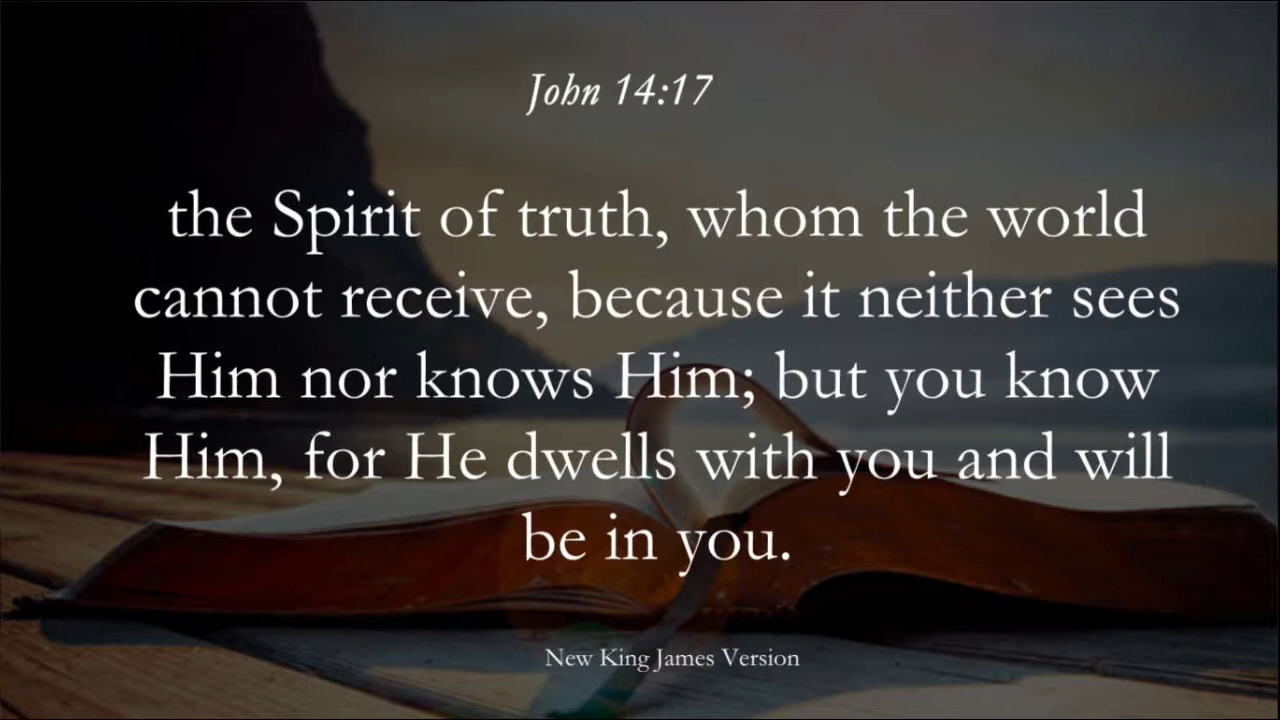 John 14:17
the Spirit of truth, whom the world
cannot receive, because it neither sees
Him nor knows Him; but you know
Him, for He dwells with you and will
be in you.
New King James Version